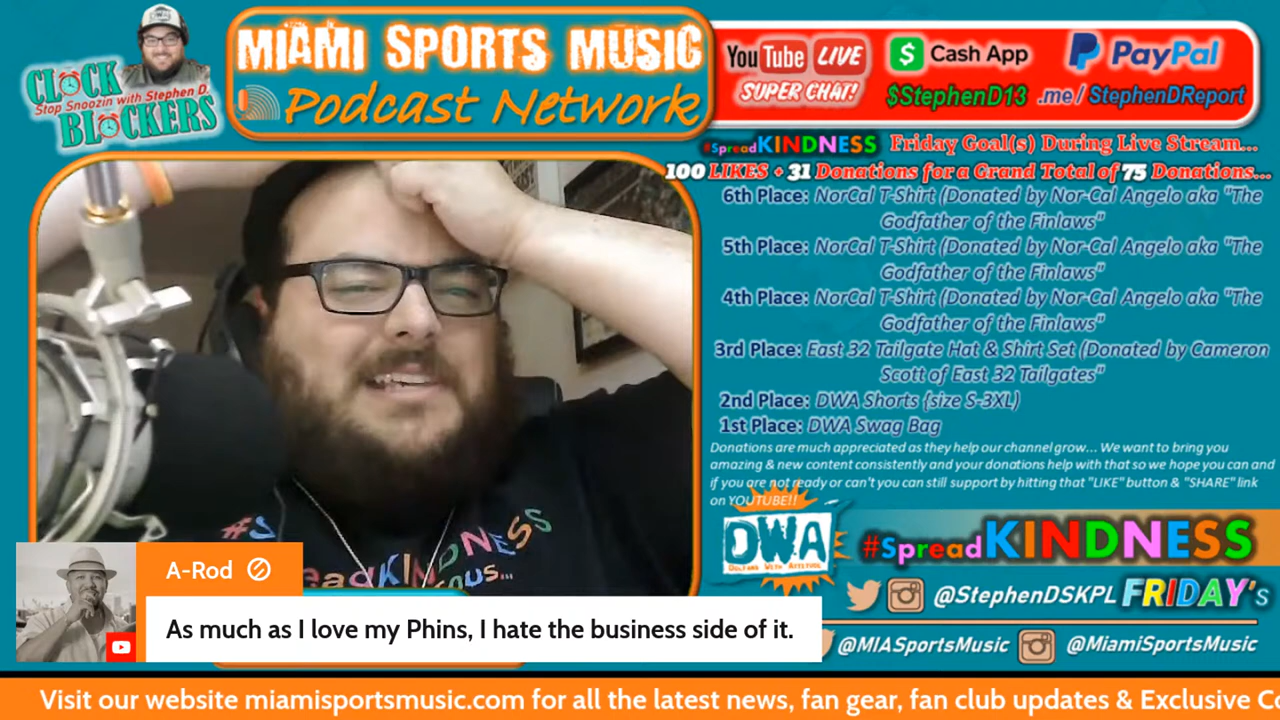 DWA
CLOCK
Stop Snoozin with Stephen D.
BLOCKERS
MIAMI SPORTS MUSIC
Podcast Network
YouTube LIVE
SUPER CHAT!
$ Cash App
$StephenD13
PayPal
.me/StephenDReport
#SpreadKINDNESS Friday Goal(s) During Live Stream...
100 LIKES + 31 Donations for a Grand Total of 75 Donations...
6th Place: NorCal T-Shirt (Donated by Nor-Cal Angelo aka "The
Godfather of the Finlaws"
5th Place: NorCal T-Shirt (Donated by Nor-Cal Angelo aka "The
Godfather of the Finlaws"
4th Place: NorCal T-Shirt (Donated by Nor-Cal Angelo aka "The
Godfather of the Finlaws"
3rd Place: East 32 Tailgate Hat & Shirt Set (Donated by Cameron
Scott of East 32 Tailgates"
2nd Place: DWA Shorts {size S-3XL)
1st Place: DWA Swag Bag
Donations are much appreciated as they help our channel grow... We want to bring you
amazing & new content consistently and your donations help with that so we hope you can and
if you are not ready or can't you can still support by hitting that "LIKE" button & "SHARE" link
on YOUTUBE!!
DWA
DOLFANS WITH ATTITUDE
#SpreadKINDNESS
@StephenDSKPL FRIDAY's
@MIASportsMusic @MiamiSportsMusic
#S
eadKINDNESS
OUS...
A-Rod
As much as I love my Phins, I hate the business side of it.
Visit our website miamisportsmusic.com for all the latest news, fan gear, fan club updates & Exclusive Co